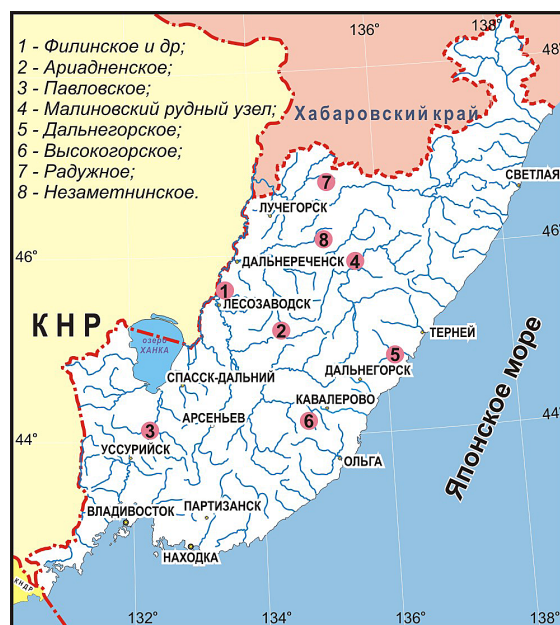 136°
138°
48°
1 - Филинское и др;
2 - Ариадненское;
3 - Павловское;
4 - Малиновский рудный узел;
5 - Дальнегорское;
6 - Высокогорское;
7 - Радужное;
8 - Незаметнинское.
Хабаровский край
7
СВЕТЛАЯ
ЛУЧЕГОРСК
46°
8
46°
ДАЛЬНЕРЕЧЕНСК
4
1
ЛЕСОЗАВОДСК
КНР
2
ТЕРНЕЙ
озеро
ХАНКА
5
СПАССК-ДАЛЬНИЙ
ДАЛЬНЕГОРСК
КАВАЛЕРОВО
Японское море
АРСЕНЬЕВ
6
44°
3
44°
УССУРИЙСК
ОЛЬГА
ПАРТИЗАНСК
ВЛАДИВОСТОК
НАХОДКА
КНДР
132°
134°
136°
138°